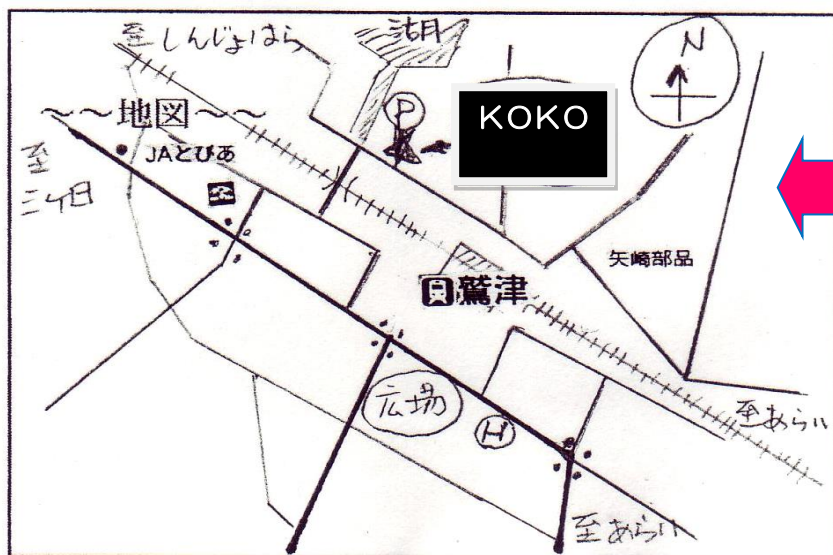 至しんじょはら
湖
N
P
KOKO
～～地図～～
JAとぴあ
至
三ケ日
矢崎部品
鷲津
広場
H
至あらい
至あらい